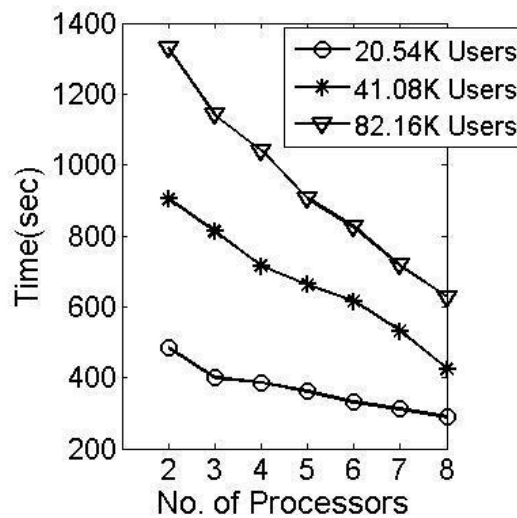 1400
1200
1000
800
600
400
200
Time(sec)
20.54K Users
41.08K Users
82.16K Users
2 3 4 5 6 7 8
No. of Processors